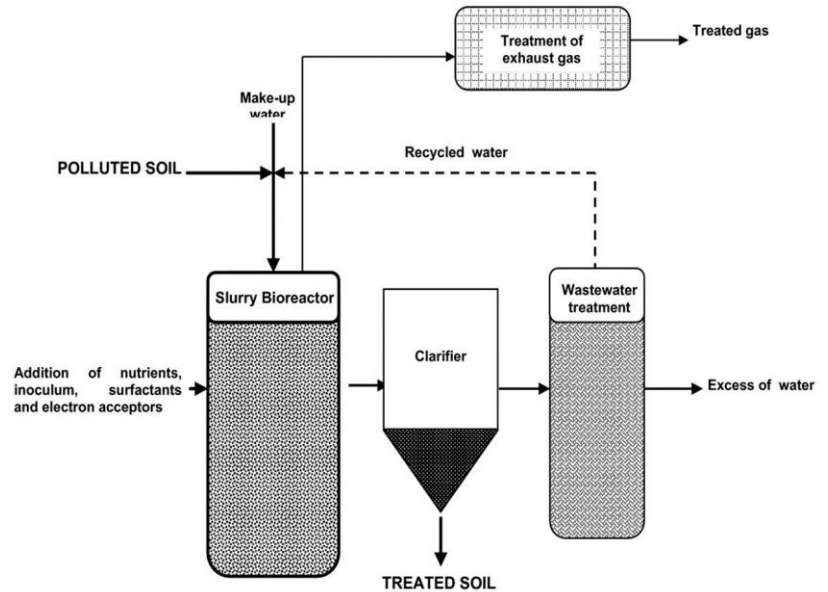 Treatment of
exhaust gas
Treated gas
Make-up
water
Recycled water
POLLUTED SOIL
Slurry Bioreactor
Wastewater
treatment
Clarifier
Addition of nutrients,
inoculum, surfactants
and electron acceptors
Excess of water
TREATED SOIL